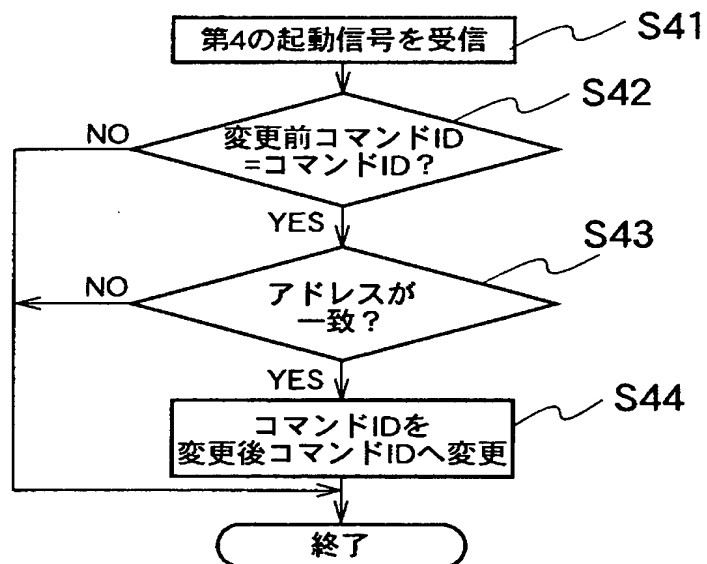 第4の起動信号を受信
S41
S42
変更前コマンドID
=コマンドID?
NO
YES
S43
アドレスが
一致?
NO
YES
S44
コマンドIDを
変更後コマンドIDへ変更
終了